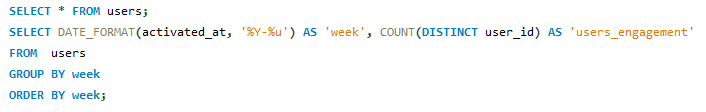 SELECT * FROM users;
SELECT DATE_FORMAT(activated_at, '%Y-%u') AS 'week', COUNT(DISTINCT user_id) AS 'users_engagement'
FROM  users
GROUP BY week
ORDER BY week;